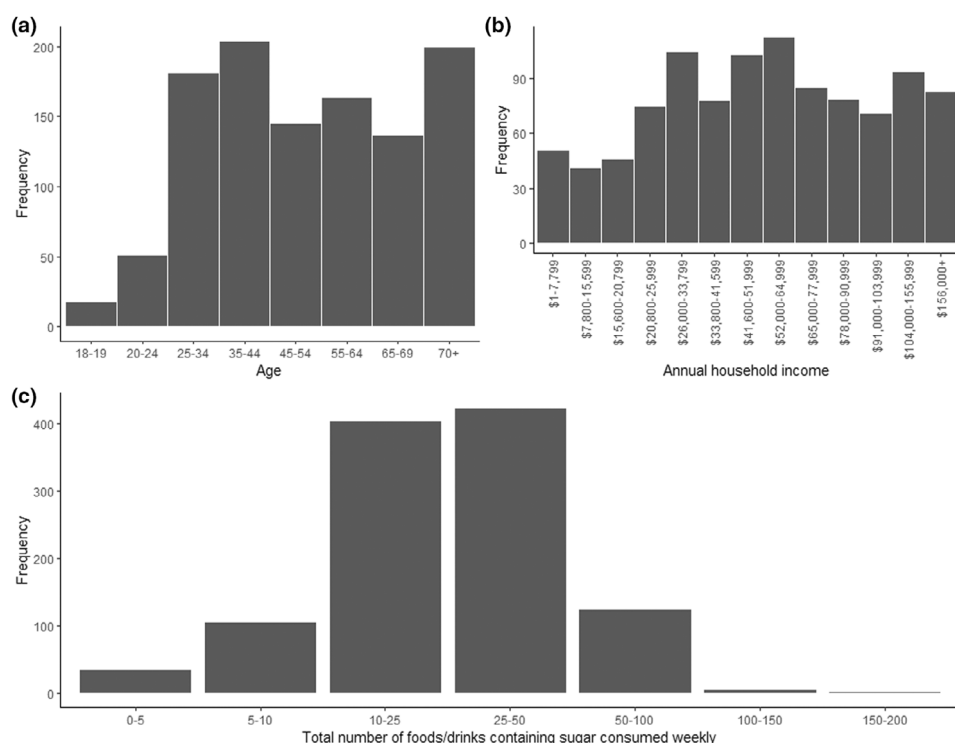 (a)
200
150
100
50
0
Frequency
18-19 20-24 25-34 35-44 45-54 55-64 65-69 70+
Age
(b)
90
60
30
0
Frequency
$1-7,799
$7,800-15,599
$15,600-20,799
$20,800-25,999
$26,000-33,799
$33,800-41,599
$41,600-51,999
$52,000-64,999
$65,000-77,999
$78,000-90,999
$91,000-103,999
$104,000-155,999
$156,000+
Annual household income
(c)
400
300
200
100
0
Frequency
0-5 5-10 10-25 25-50 50-100 100-150 150-200
Total number of foods/drinks containing sugar consumed weekly